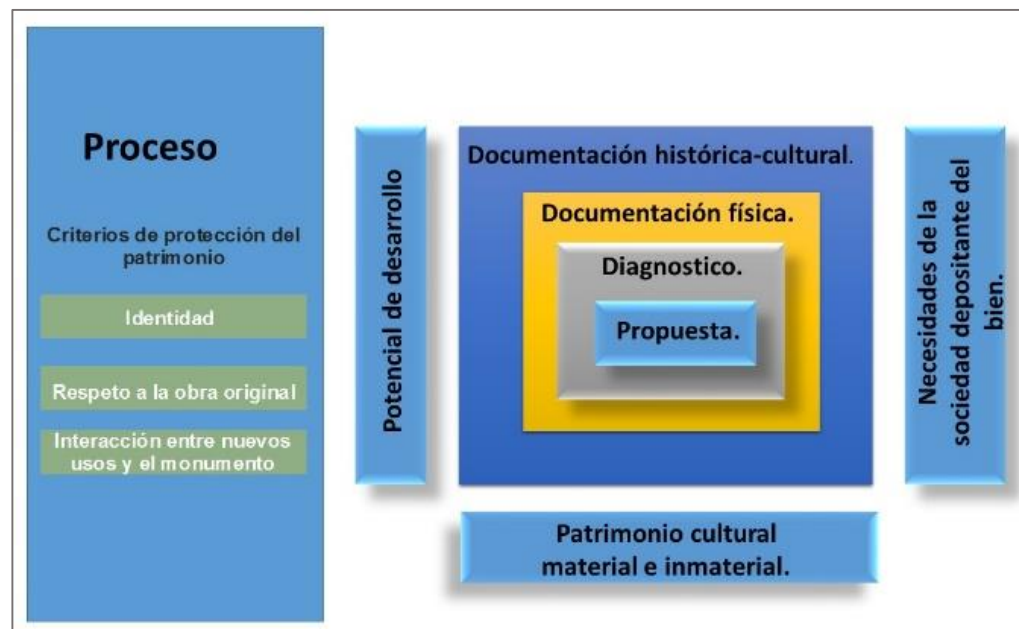 Proceso
Criterios de protección del
patrimonio
Identidad
Respeto a la obra original
Interacción entre nuevos
usos y el monumento
Potencial de desarrollo
Documentación histórica-cultural.
Documentación física.
Diagnostico.
Propuesta.
Necesidades de la
sociedad depositante del
bien.
Patrimonio cultural
material e inmaterial.